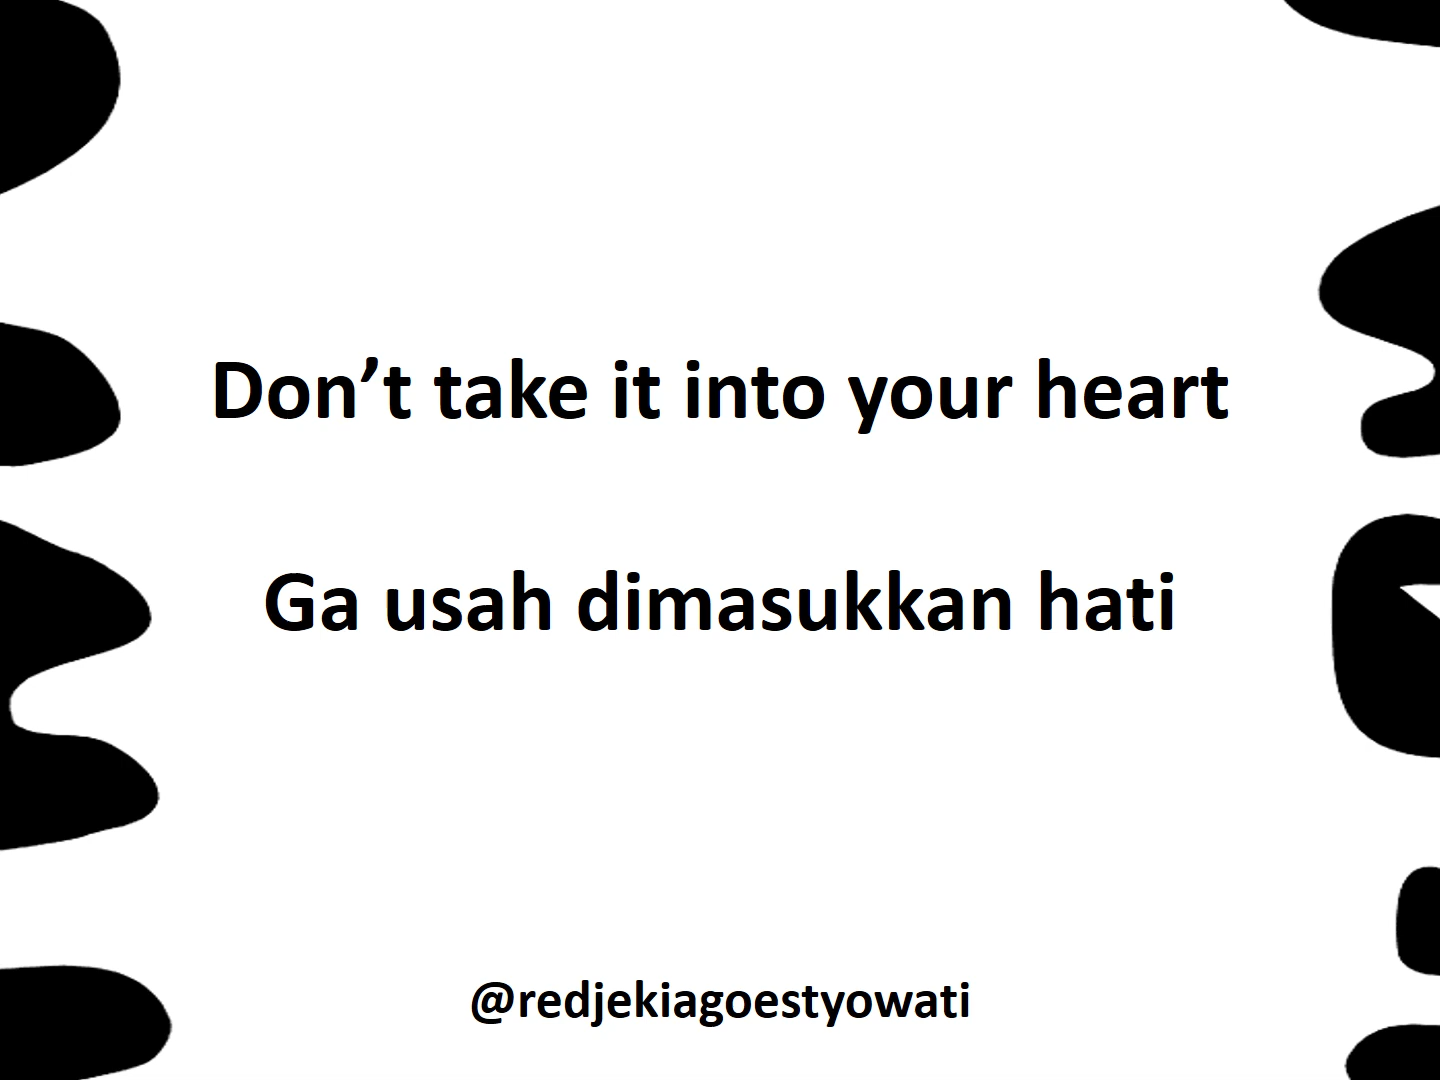 Don’t take it into your heart
Ga usah dimasukkan hati
@redjekiagoestyowati